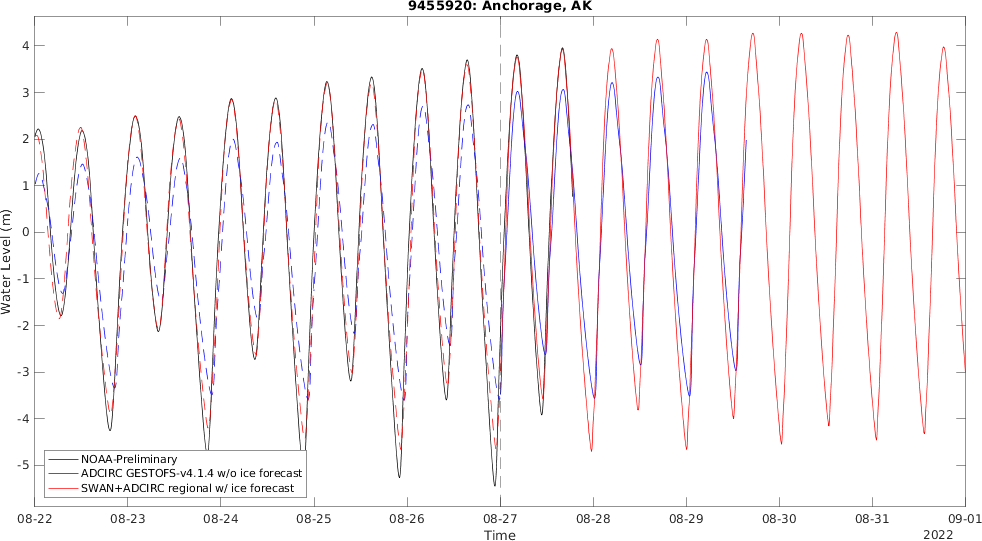 9455920: Anchorage, AK
4
3
2
1
0
-1
-2
-3
-4
-5
Water Level (m)
NOAA-Preliminary
ADCIRC GESTOFS-v4.1.4 w/o ice forecast
SWAN+ADCIRC regional w/ ice forecast
08-22 08-23 08-24 08-25 08-26 08-27 08-28 08-29 08-30 08-31 09-01
Time
2022